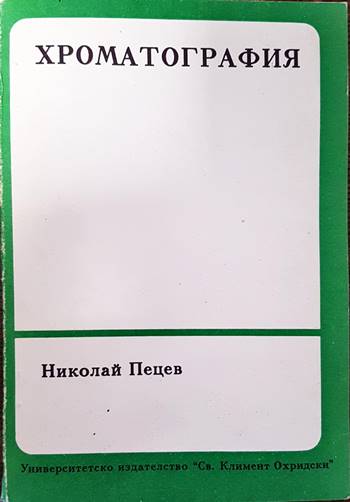 ХРОМАТОГРАФИЯ
Николай Пецев
Университетско издателство "Св. Климент Охридски"